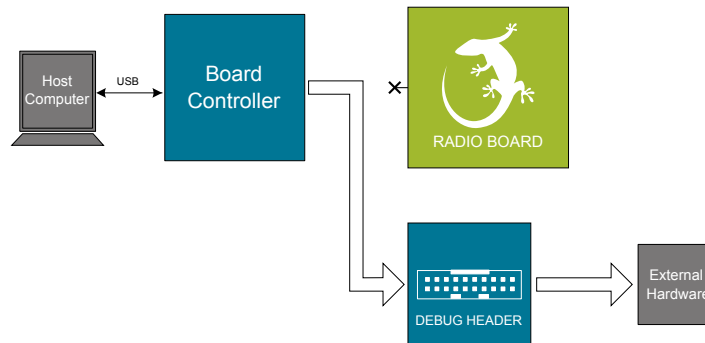 Host
Computer
USB
Board
Controller
RADIO BOARD
DEBUG HEADER
External
Hardware